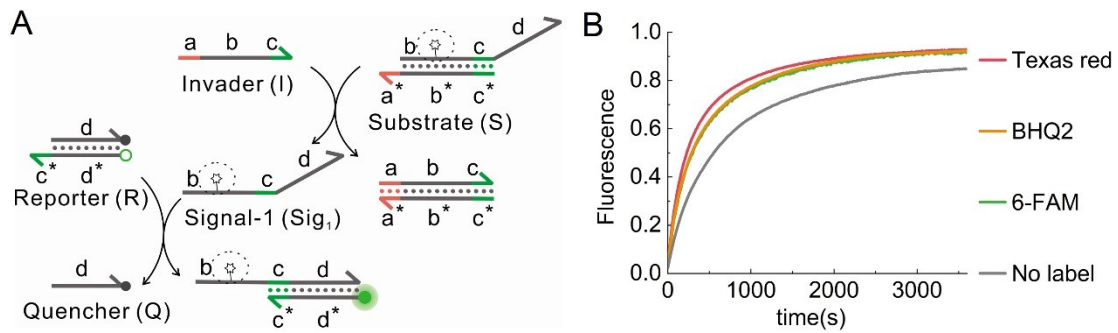 A
a b c
Invader (I)
b c d
a* b* c*
Substrate (S)
d
c* d*
Reporter (R)
b c d
Signal-1 (Sig₁)
a b c
a* b* c*
d
Quencher (Q)
b c d
c* d*
B
Fluorescence
1.0
0.8
0.6
0.4
0.2
0.0
0 1000 2000 3000
time(s)
Texas red
BHQ2
6-FAM
No label